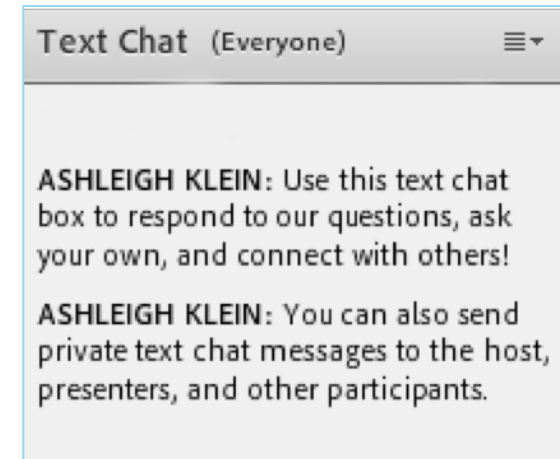 Text Chat (Everyone)
ASHLEIGH KLEIN: Use this text chat
box to respond to our questions, ask
your own, and connect with others!
ASHLEIGH KLEIN: You can also send
private text chat messages to the host,
presenters, and other participants.